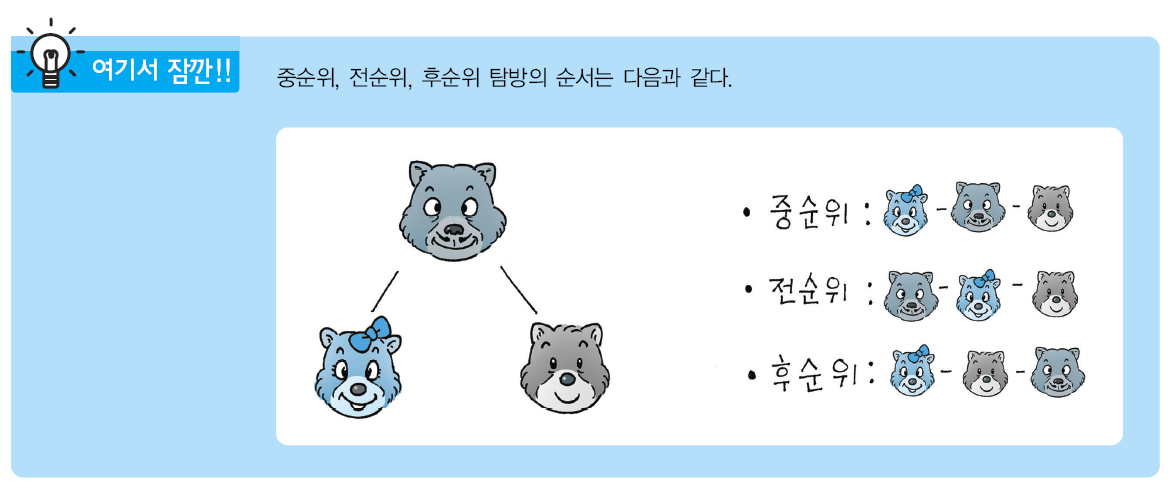 여기서 잠깐!!
중순위, 전순위, 후순위 탐방의 순서는 다음과 같다.
• 중순위 : - -
• 전순위 : - -
• 후순위 : - -